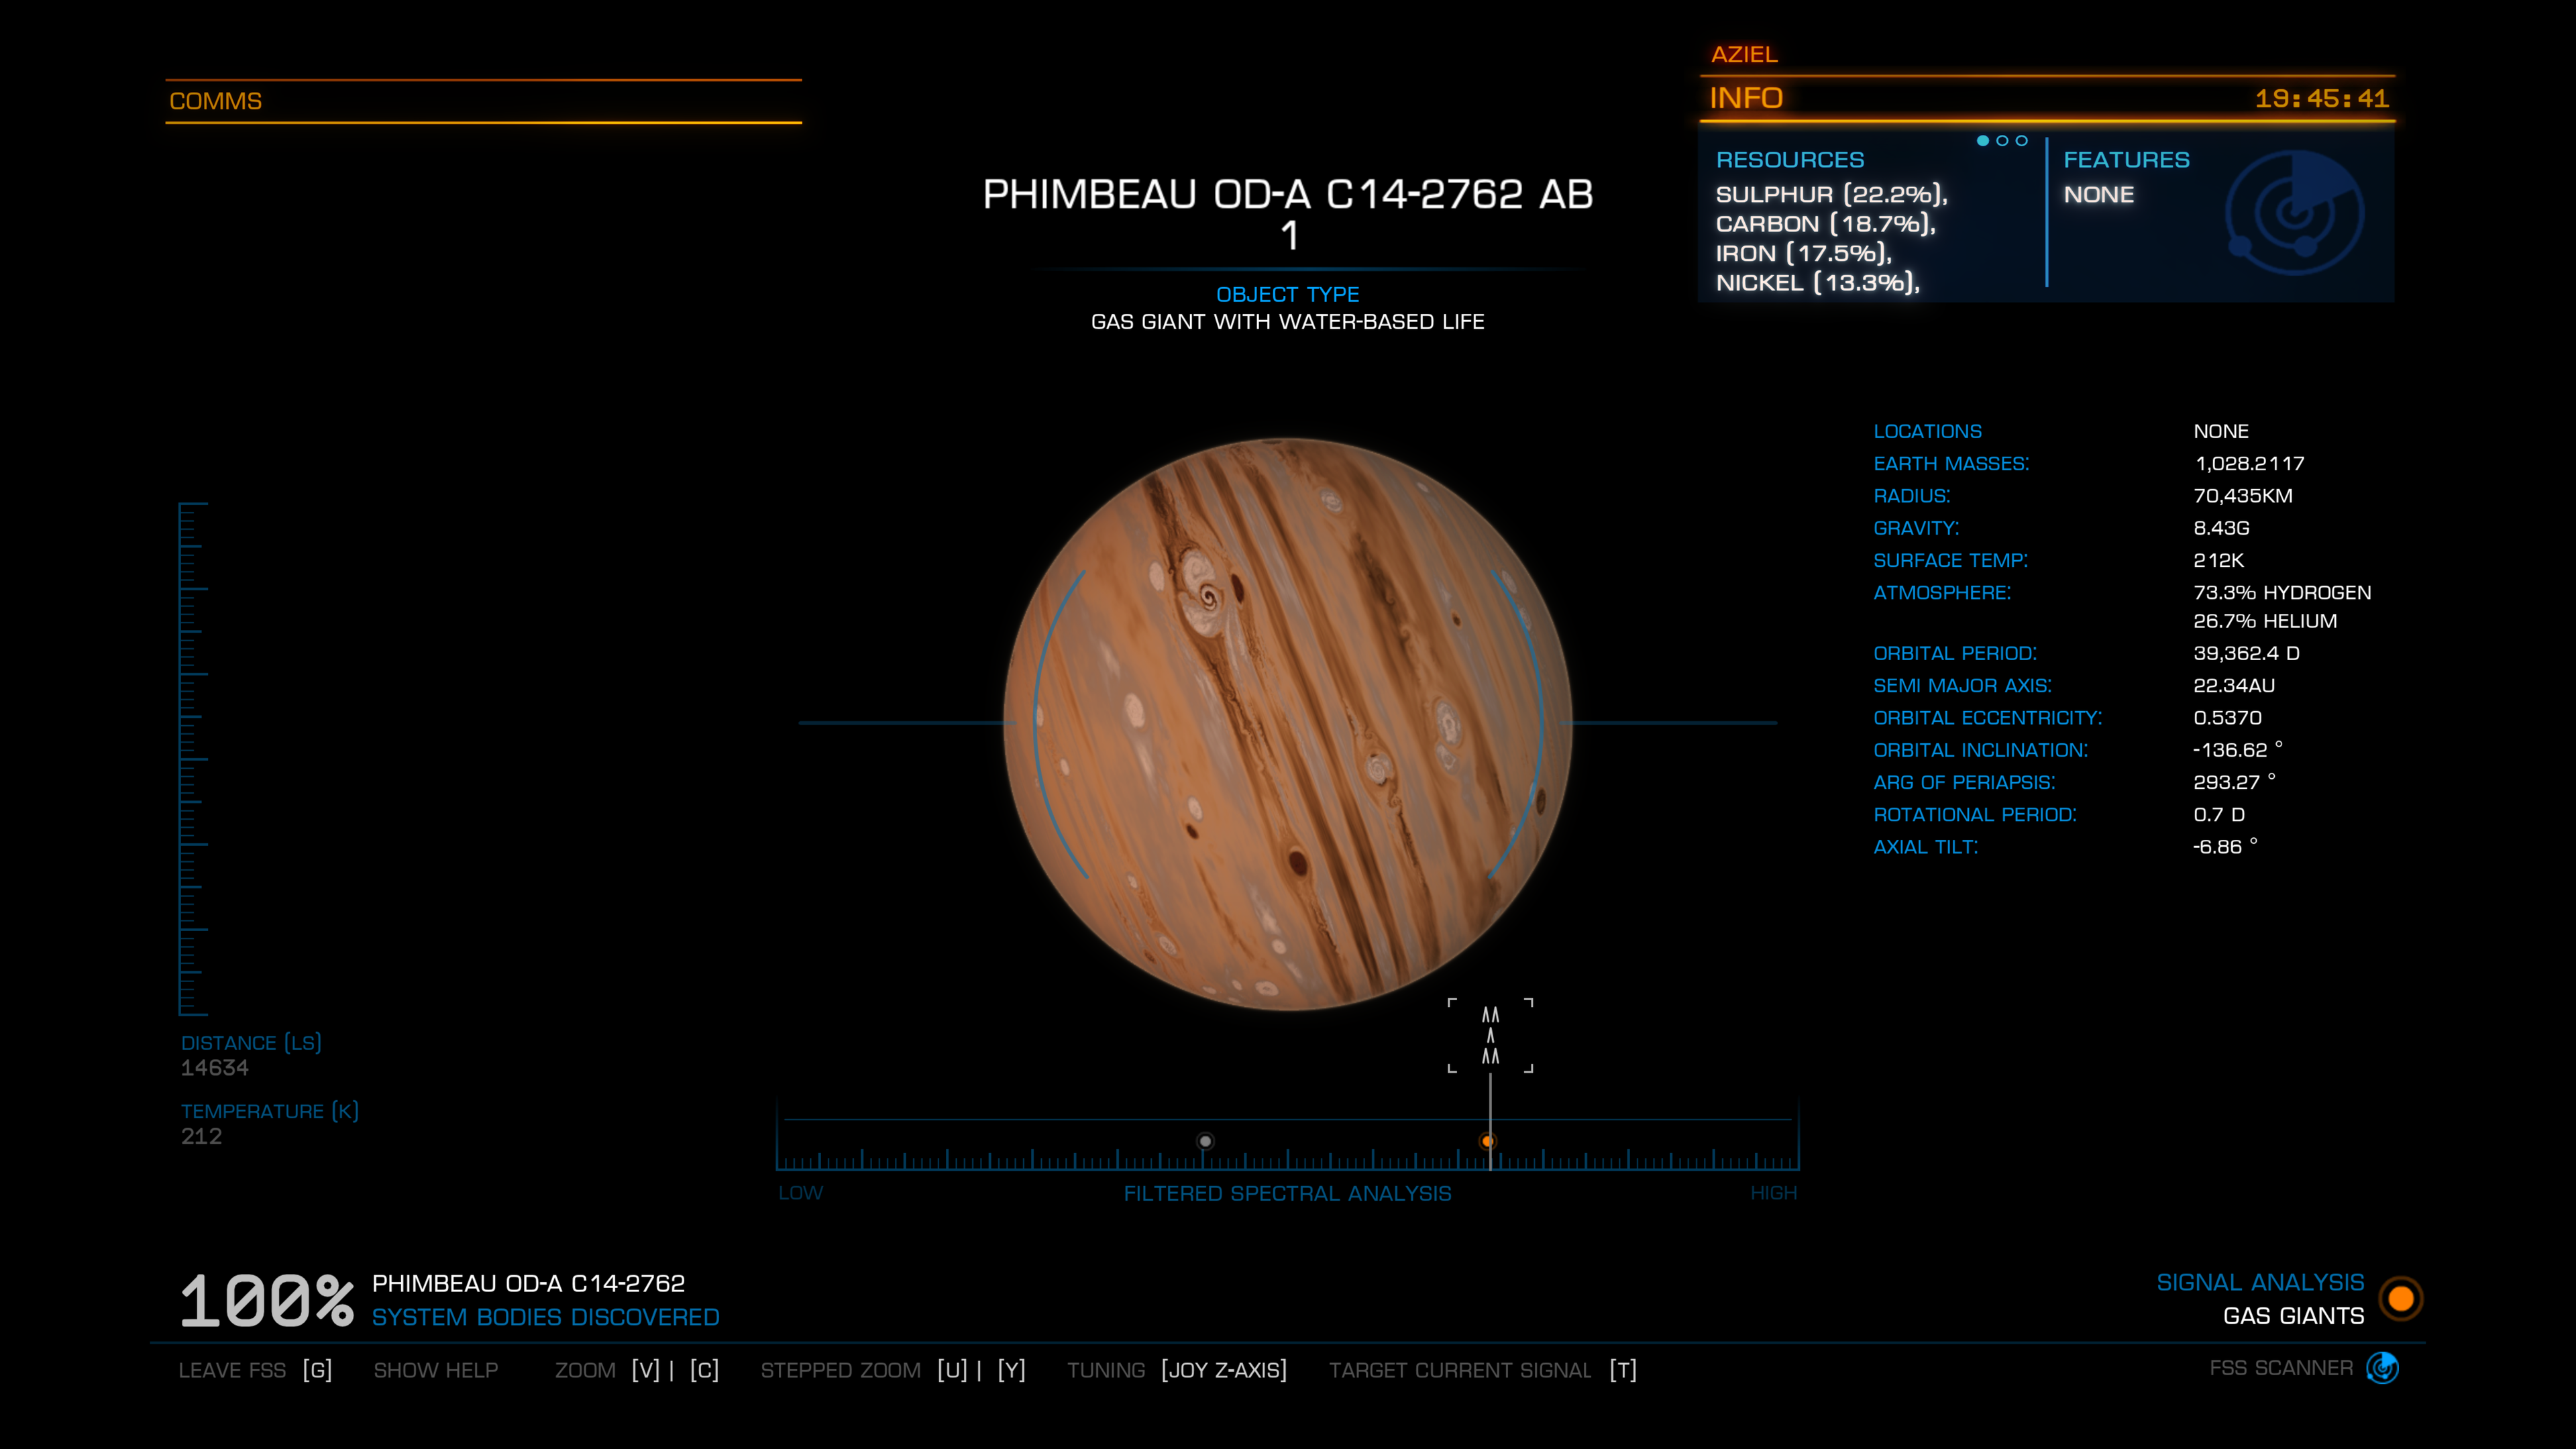 AZIEL
COMMS
INFO 19:45:41
RESOURCES
SULPHUR (22.2%),
CARBON (18.7%),
IRON (17.5%),
NICKEL (13.3%),
FEATURES
NONE
PHIMBEAU OD-A C14-2762 AB
1
OBJECT TYPE
GAS GIANT WITH WATER-BASED LIFE
LOCATIONS NONE
EARTH MASSES: 1,028.2117
RADIUS: 70,435KM
GRAVITY: 8.43G
SURFACE TEMP: 212K
ATMOSPHERE: 73.3% HYDROGEN
26.7% HELIUM
ORBITAL PERIOD: 39,362.4 D
SEMI MAJOR AXIS: 22.34AU
ORBITAL ECCENTRICITY: 0.5370
ORBITAL INCLINATION: -136.62 °
ARG OF PERIAPSIS: 293.27 °
ROTATIONAL PERIOD: 0.7 D
AXIAL TILT: -6.86 °
DISTANCE (LS)
14634
TEMPERATURE (K)
212
LOW FILTERED SPECTRAL ANALYSIS HIGH
100% PHIMBEAU OD-A C14-2762
SYSTEM BODIES DISCOVERED
SIGNAL ANALYSIS
GAS GIANTS
LEAVE FSS [G] SHOW HELP ZOOM [V] | [C] STEPPED ZOOM [U] | [Y] TUNING [JOY Z-AXIS] TARGET CURRENT SIGNAL [T] FSS SCANNER